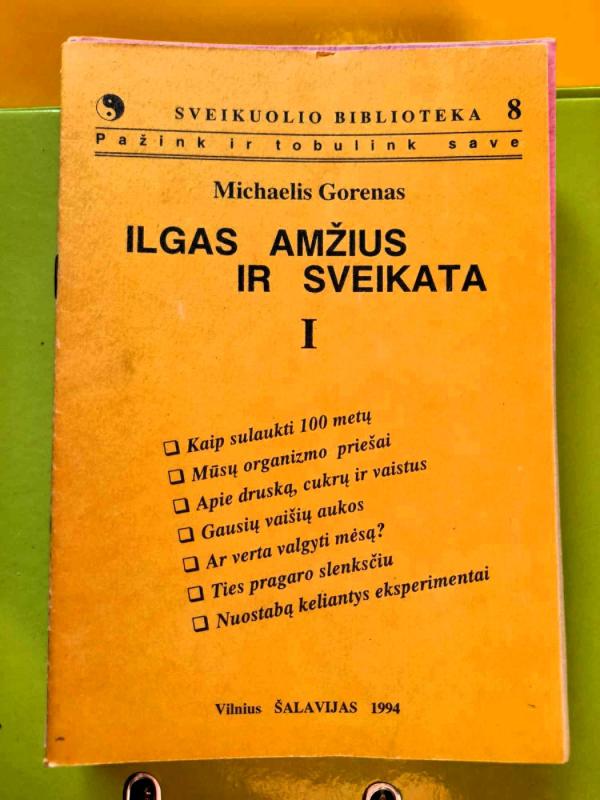 SVEIKUOLIO BIBLIOTEKA 8
Pažink ir tobulink save
Michaelis Gorenas
ILGAS AMŽIUS
IR SVEIKATA
I
Kaip sulaukti 100 metų
Mūsų organizmo priešai
Apie druską, cukrų ir vaistus
Gausių vaišių aukos
Ar verta valgyti mėsą?
Ties pragaro slenksčiu
Nuostabą keliantys eksperimentai
Vilnius ŠALAVIJAS 1994